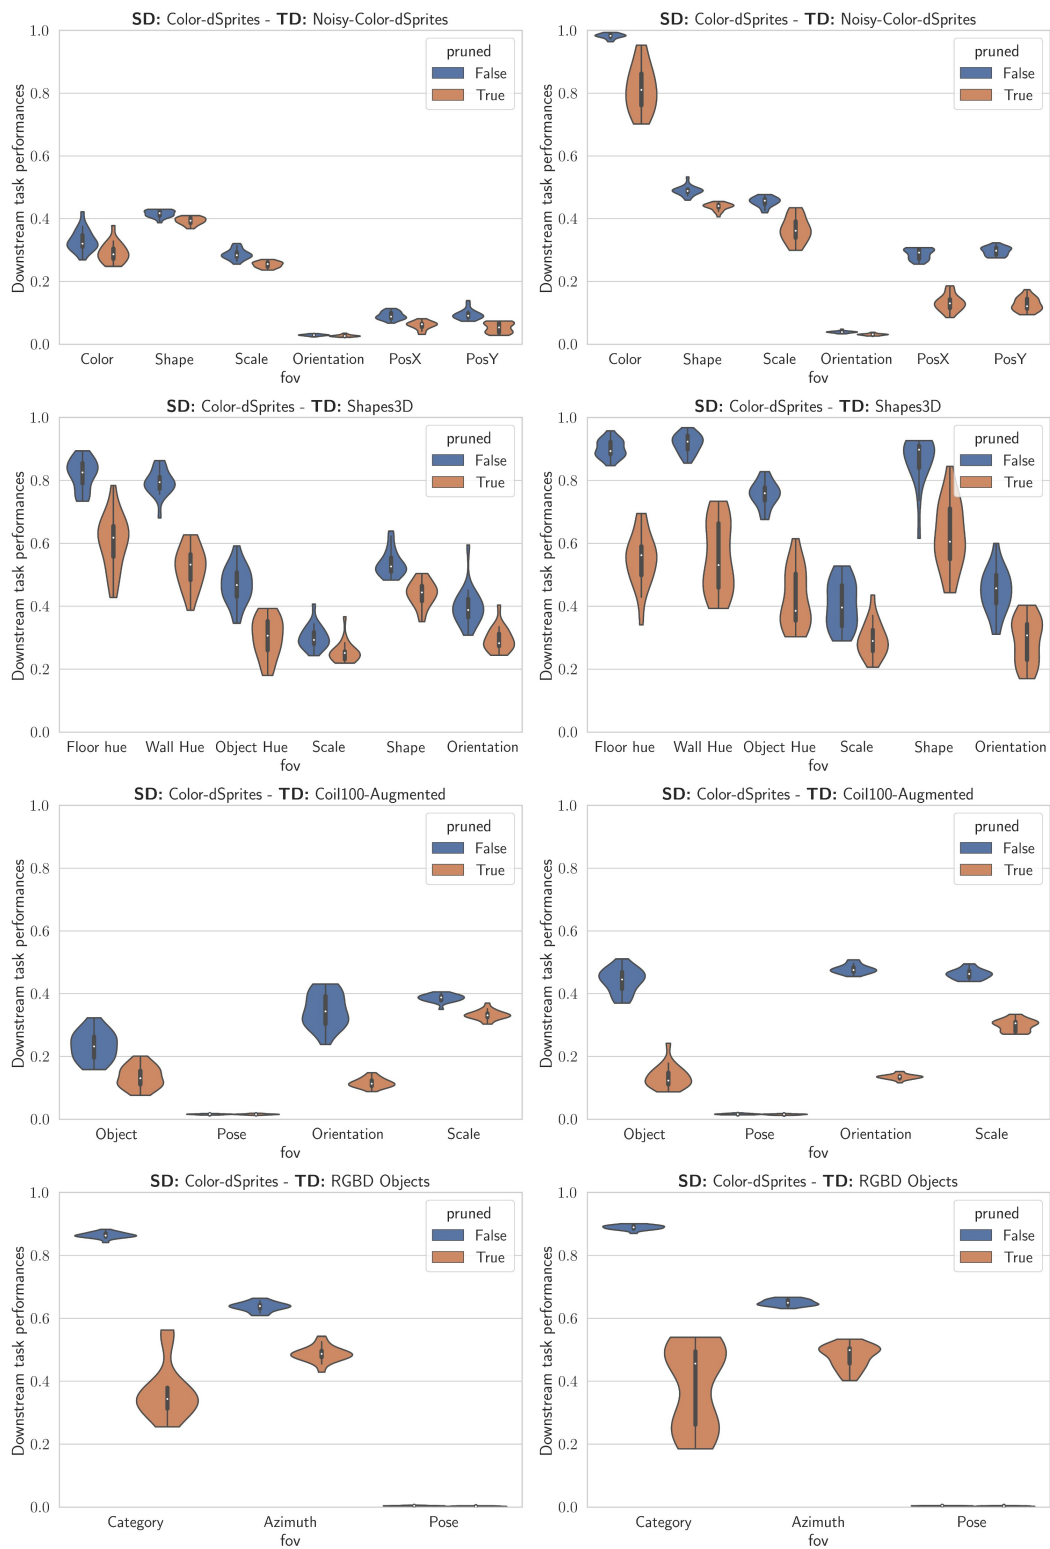 SD: Color-dSprites - TD: Noisy-Color-dSprites
Downstream task performances
1.0
0.8
0.6
0.4
0.2
0.0
pruned
False
True
Color Shape Scale Orientation PosX PosY
fov
SD: Color-dSprites - TD: Noisy-Color-dSprites
Downstream task performances
1.0
0.8
0.6
0.4
0.2
0.0
pruned
False
True
Color Shape Scale Orientation PosX PosY
fov
SD: Color-dSprites - TD: Shapes3D
Downstream task performances
1.0
0.8
0.6
0.4
0.2
0.0
pruned
False
True
Floor hue Wall Hue Object Hue Scale Shape Orientation
fov
SD: Color-dSprites - TD: Shapes3D
Downstream task performances
1.0
0.8
0.6
0.4
0.2
0.0
pruned
False
True
Floor hue Wall Hue Object Hue Scale Shape Orientation
fov
SD: Color-dSprites - TD: Coil100-Augmented
Downstream task performances
1.0
0.8
0.6
0.4
0.2
0.0
pruned
False
True
Object Pose Orientation Scale
fov
SD: Color-dSprites - TD: Coil100-Augmented
Downstream task performances
1.0
0.8
0.6
0.4
0.2
0.0
pruned
False
True
Object Pose Orientation Scale
fov
SD: Color-dSprites - TD: RGBD Objects
Downstream task performances
1.0
0.8
0.6
0.4
0.2
0.0
pruned
False
True
Category Azimuth Pose
fov
SD: Color-dSprites - TD: RGBD Objects
Downstream task performances
1.0
0.8
0.6
0.4
0.2
0.0
pruned
False
True
Category Azimuth Pose
fov